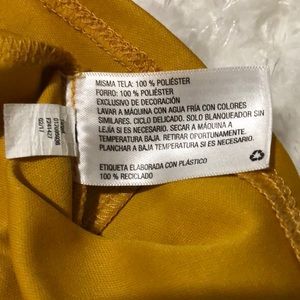 MISMA TELA: 100 % POLIÉSTER
FORRO: 100 % POLIÉSTER
EXCLUSIVO DE DECORACIÓN
LAVAR A MÁQUINA CON AGUA FRÍA CON COLORES
SIMILARES. CICLO DELICADO. SOLO BLANQUEADOR SIN
LEJÍA SI ES NECESARIO. SECAR A MÁQUINA A
BAJA TEMPERATURA. RETIRAR OPORTUNAMENTE.
PLANCHAR A BAJA TEMPERATURA SI ES NECESARIO.
ETIQUETA ELABORADA CON PLÁSTICO
100 % RECICLADO